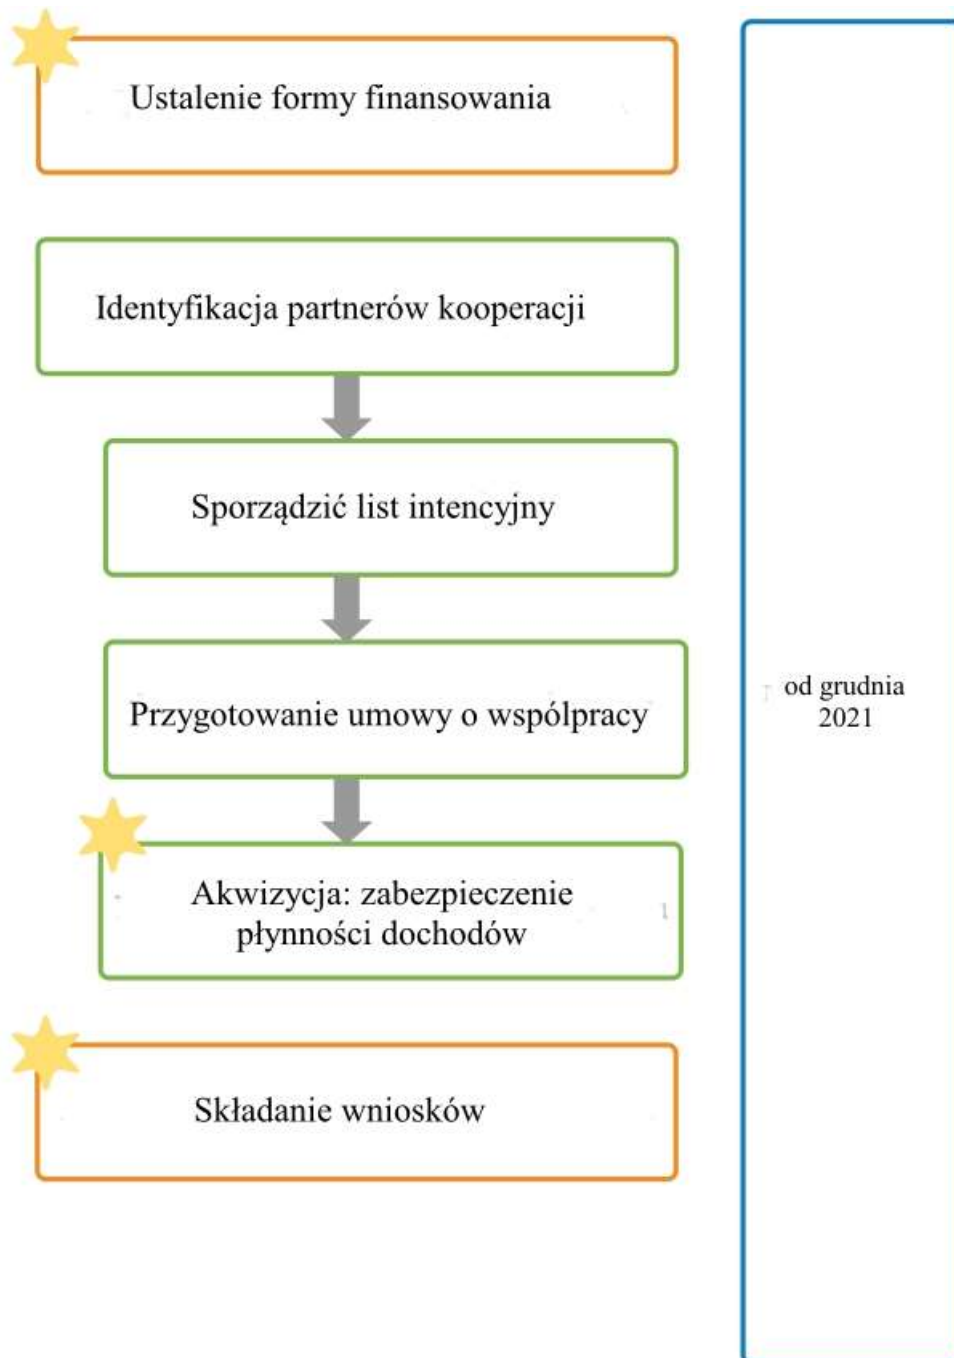 Ustalenie formy finansowania
Identyfikacja partnerów kooperacji
Sporządzić list intencyjny
Przygotowanie umowy o wspólpracy
od grudnia
2021
Akwizycja: zabezpieczenie
płynności dochodów
Składanie wniosków